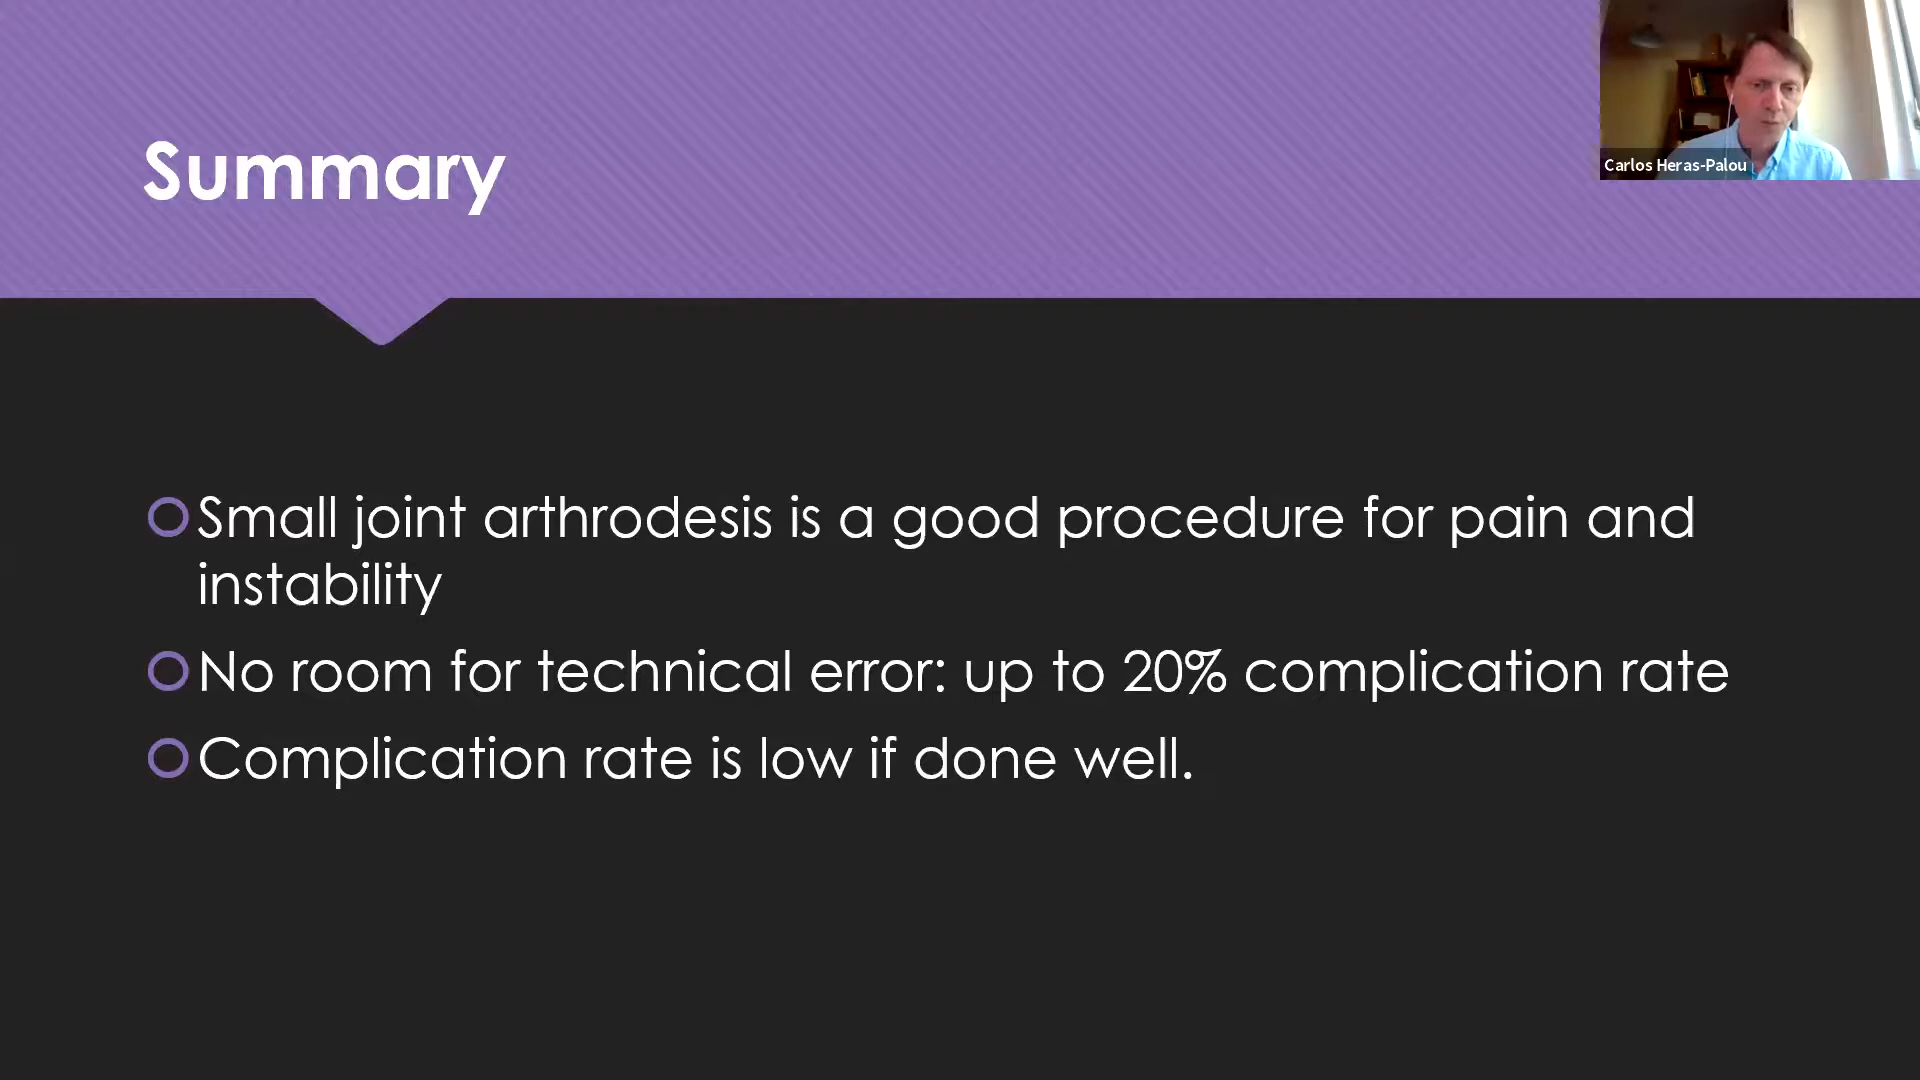 Summary
Carlos Heras-Palou
Small joint arthrodesis is a good procedure for pain and
instability
No room for technical error: up to 20% complication rate
Complication rate is low if done well.